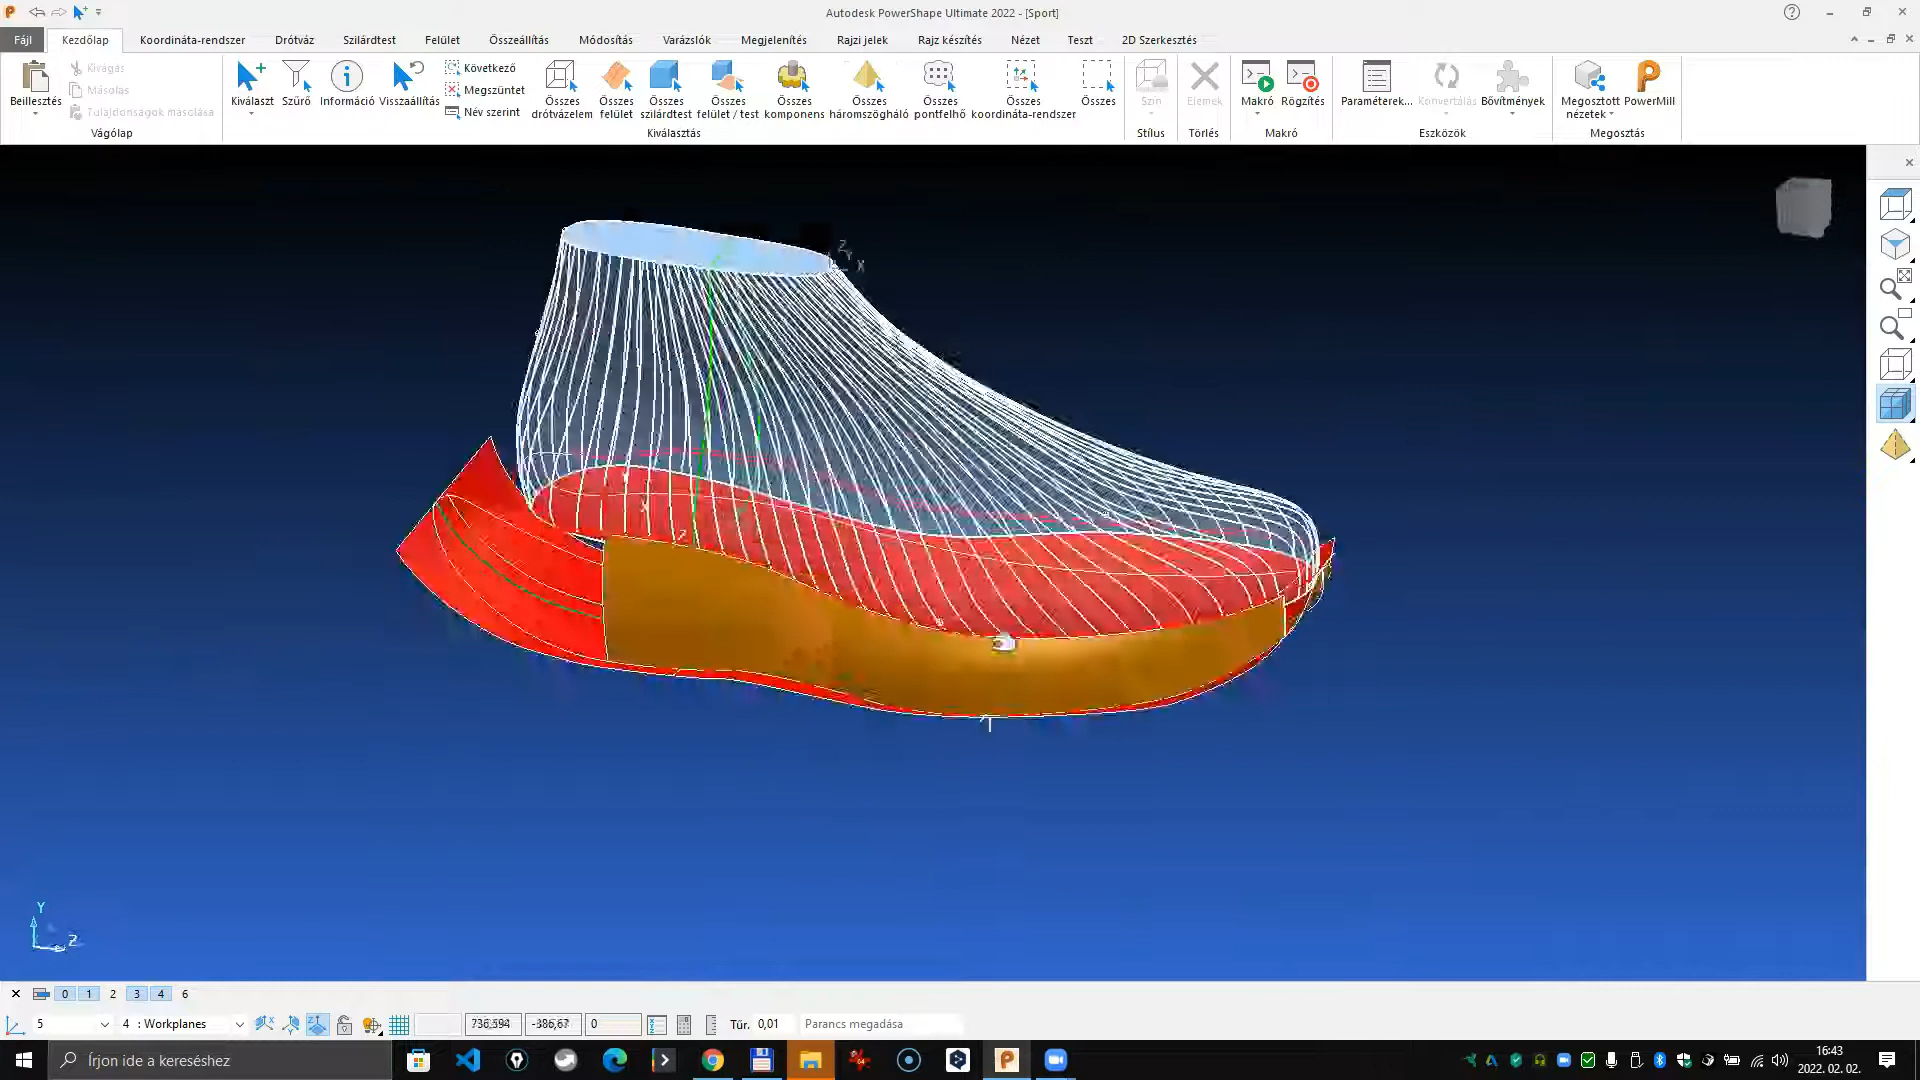 Autodesk PowerShape Ultimate 2022 - [Sport]
Fájl Kezdőlap Koordináta-rendszer Drótváz Szilárdtest Felület Összeállítás Módosítás Varázslók Megjelenítés Rajzi jelek Rajz készítés Nézet Teszt 2D Szerkesztés
Beillesztés
Kivágás
Másolás
Tulajdonságok másolása
Vágólap
Kiválaszt
Szűrő
Információ
Visszaállítás
Következő
Megszüntet
Név szerint
Összes drótvázelem
Összes felület
Összes szilárdtest
Összes felület / test
Összes komponens
Összes háromszögháló
Összes pontfelhő
Összes koordináta-rendszer
Összes
Kiválasztás
Szín
Stílus
Elemek
Törlés
Makró
Rögzítés
Makró
Paraméterek...
Konvertálás
Bővítmények
Eszközök
Megosztott nézetek
PowerMill
Megosztás
Z
Y
X
Z
Y
Z
0 1 2 3 4 6
5 4 : Workplanes 736,594 -386,67 0 Tűr. 0,01 Parancs megadása
Írjon ide a kereséshez
16:43
2022. 02. 02.